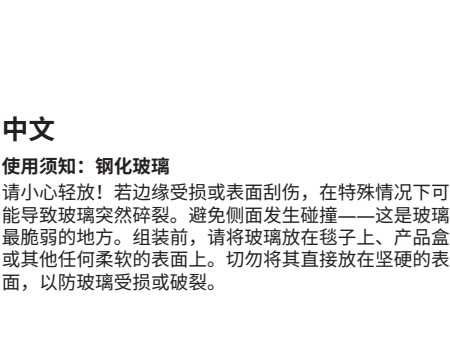 中文
使用须知：钢化玻璃
请小心轻放！若边缘受损或表面刮伤，在特殊情况下可
能导致玻璃突然碎裂。避免侧面发生碰撞——这是玻璃
最脆弱的地方。组装前，请将玻璃放在毯子上、产品盒
或其他任何柔软的表面上。切勿将其直接放在坚硬的表
面，以防玻璃受损或破裂。